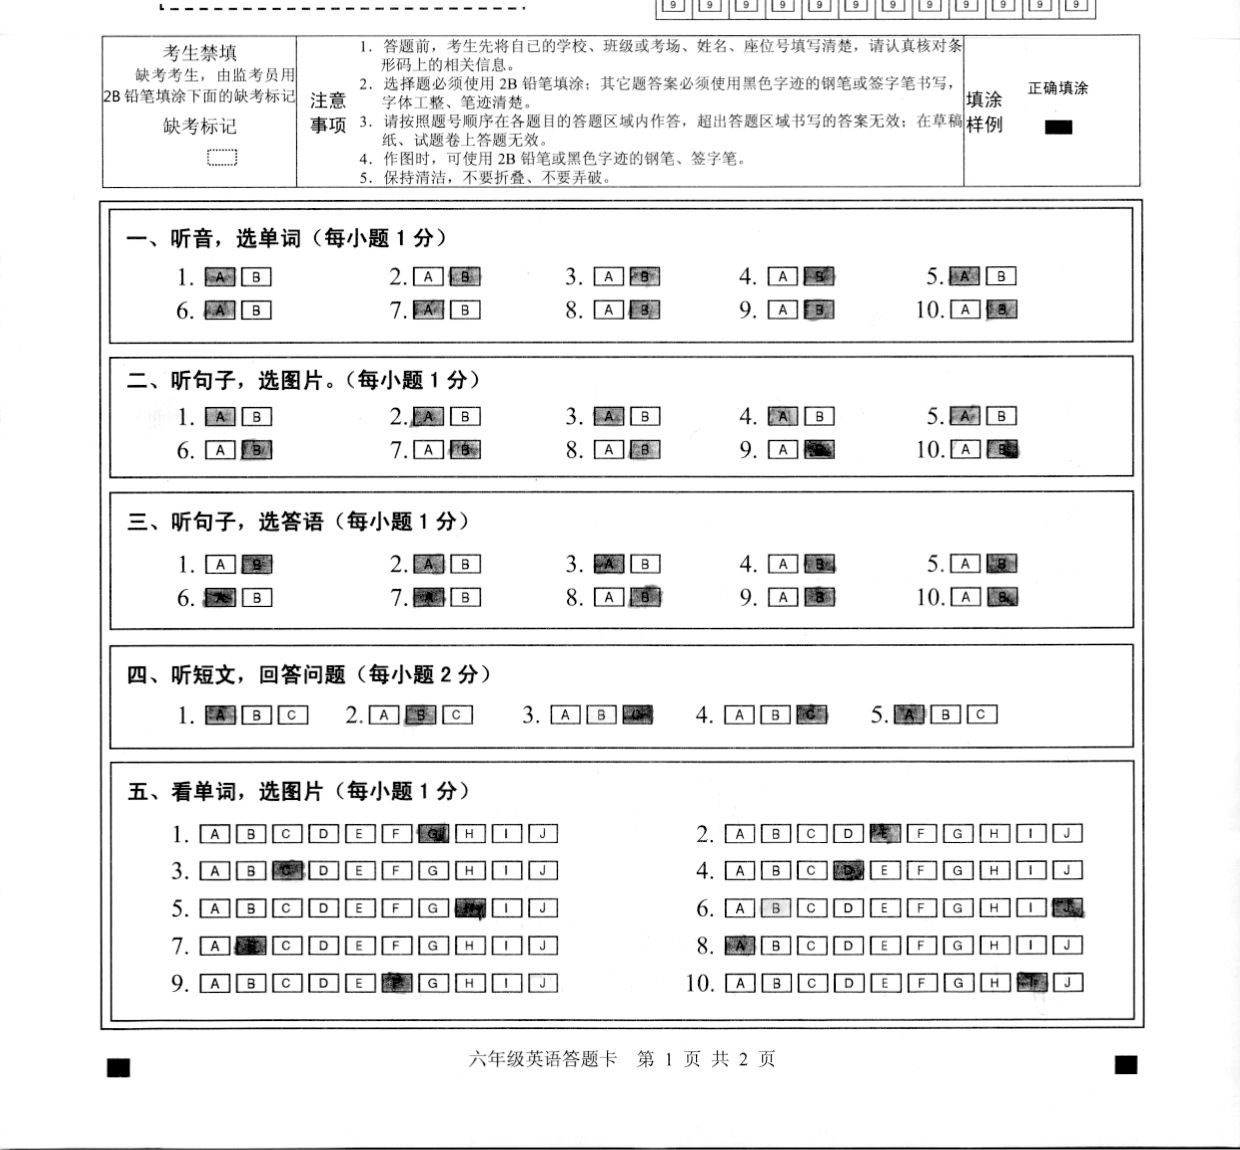 9 9 9 9 9 9 9 9 9 9 9 9
考生禁填
缺考考生，由监考员用
2B 铅笔填涂下面的缺考标记
缺考标记
注意
事项
1. 答题前，考生先将自己的学校、班级或考场、姓名、座位号填写清楚，请认真核对条
形码上的相关信息。
2. 选择题必须使用 2B 铅笔填涂；其它题答案必须使用黑色字迹的钢笔或签字笔书写，
字体工整、笔迹清楚。
3. 请按照题号顺序在各题目的答题区域内作答，超出答题区域书写的答案无效；在草稿
纸、试题卷上答题无效。
4. 作图时，可使用 2B 铅笔或黑色字迹的钢笔、签字笔。
5. 保持清洁，不要折叠、不要弄破。
填涂
样例
正确填涂
一、听音，选单词（每小题 1 分）
1. A B 2. A B 3. A B 4. A B 5. A B
6. A B 7. A B 8. A B 9. A B 10. A B
二、听句子，选图片。（每小题 1 分）
1. A B 2. A B 3. A B 4. A B 5. A B
6. A B 7. A B 8. A B 9. A B 10. A B
三、听句子，选答语（每小题 1 分）
1. A B 2. A B 3. A B 4. A B 5. A B
6. A B 7. A B 8. A B 9. A B 10. A B
四、听短文，回答问题（每小题 2 分）
1. A B C 2. A B C 3. A B C 4. A B C 5. A B C
五、看单词，选图片（每小题 1 分）
1. A B C D E F G H I J 2. A B C D E F G H I J
3. A B C D E F G H I J 4. A B C D E F G H I J
5. A B C D E F G H I J 6. A B C D E F G H I J
7. A B C D E F G H I J 8. A B C D E F G H I J
9. A B C D E F G H I J 10. A B C D E F G H I J
六年级英语答题卡 第 1 页 共 2 页